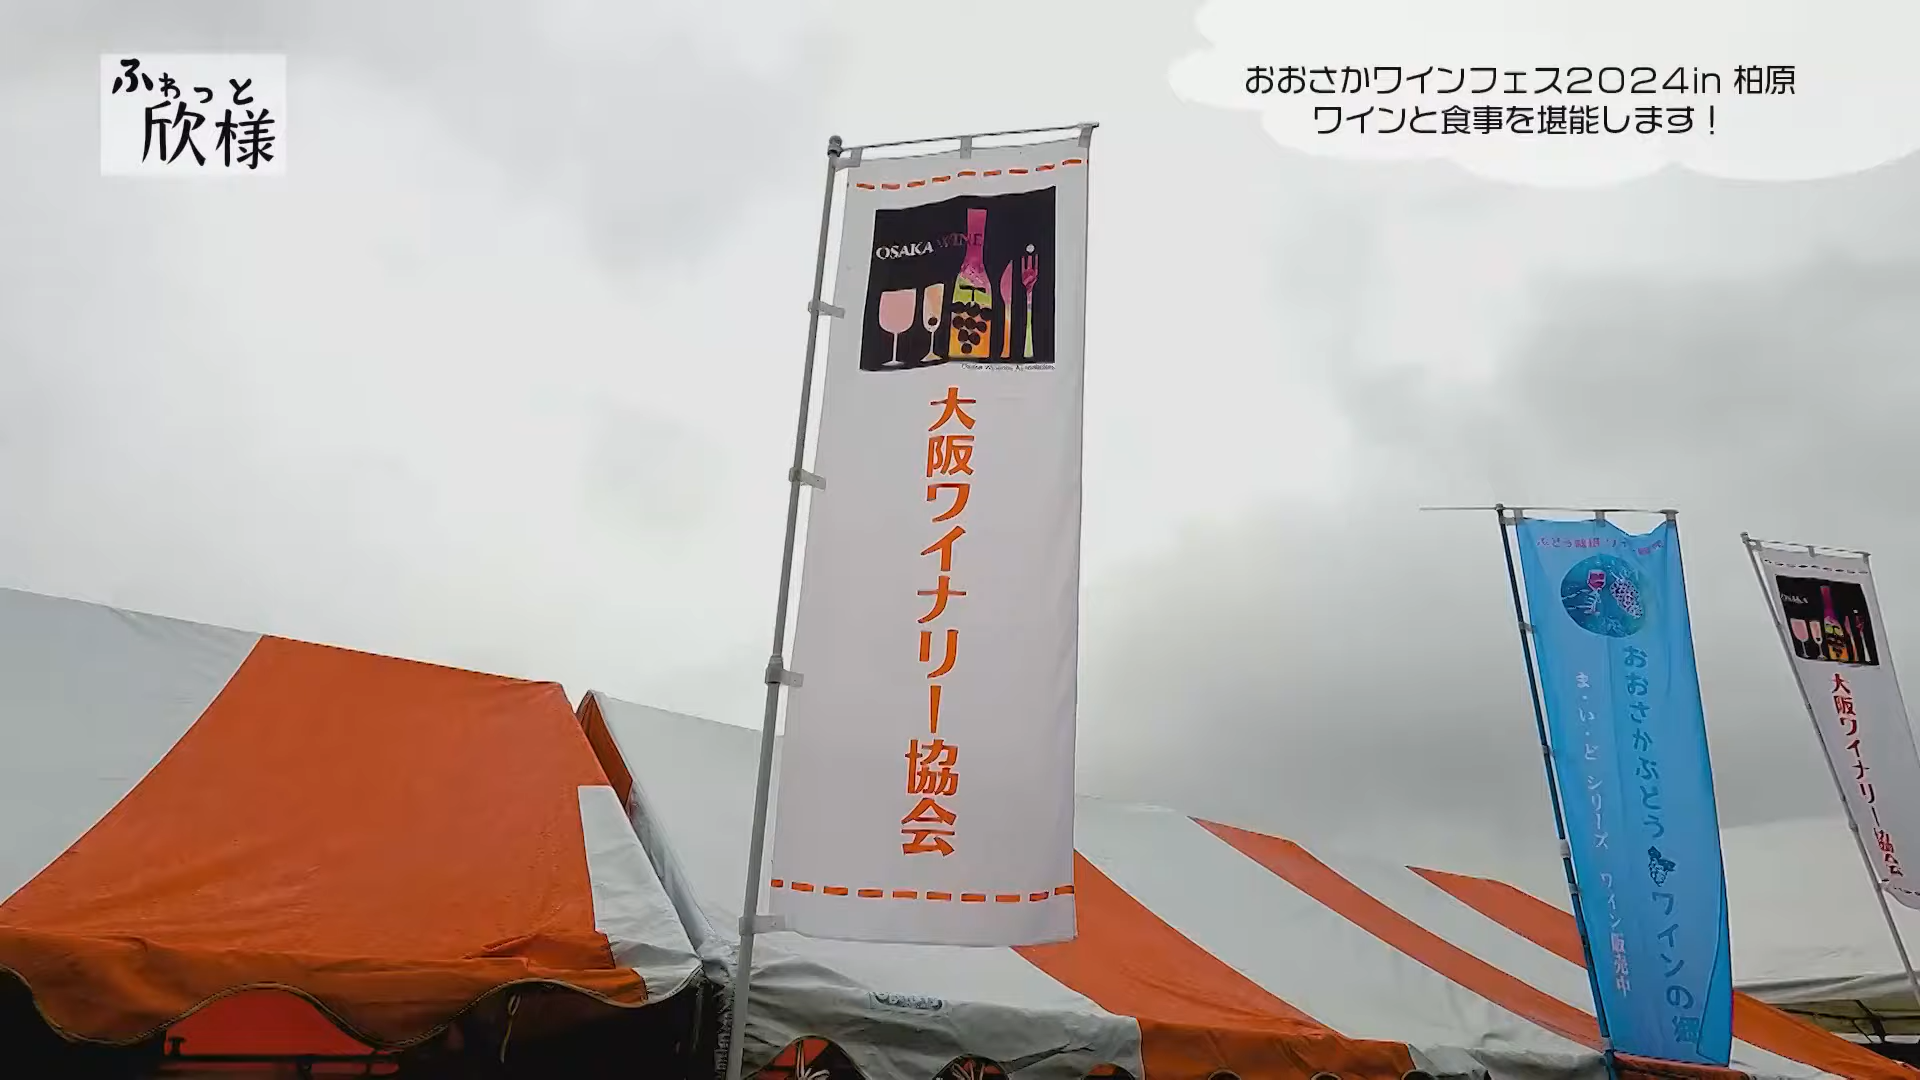 ふわっと
欣様
おおさかワインフェス2024in 柏原
ワインと食事を堪能します!
OSAKA WINE
大阪ワイナリー協会
おおさかぶどう ワインの郷
ま・い・ど シリーズ ワイン販売中
OSAKA
大阪ワイナリー協会